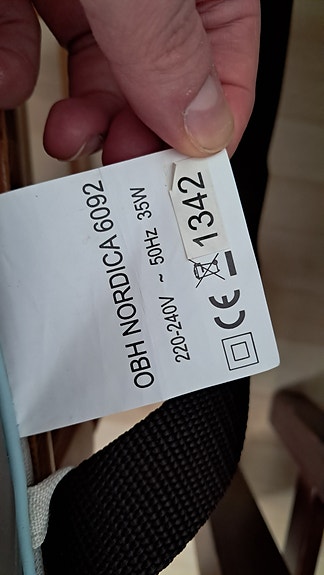 OBH NORDICA 6092
220-240V ~ 50Hz 35W
1342
CE